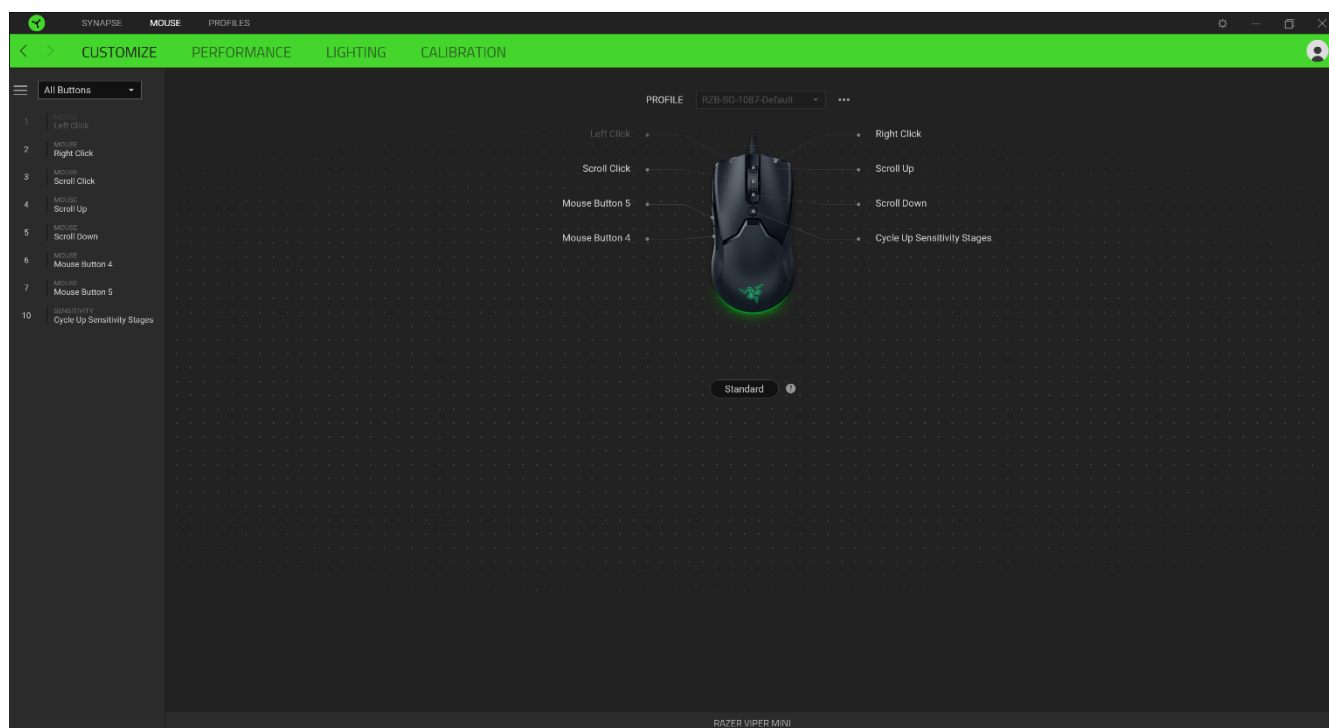 SYNAPSE MOUSE PROFILES
CUSTOMIZE PERFORMANCE LIGHTING CALIBRATION
All Buttons
PROFILE RZB-SG-1087-Default
1 MOUSE
Left Click
2 MOUSE
Right Click
3 MOUSE
Scroll Click
4 MOUSE
Scroll Up
5 MOUSE
Scroll Down
6 MOUSE
Mouse Button 4
7 MOUSE
Mouse Button 5
10 SENSITIVITY
Cycle Up Sensitivity Stages
Left Click Right Click
Scroll Click Scroll Up
Mouse Button 5 Scroll Down
Mouse Button 4 Cycle Up Sensitivity Stages
Standard ?
RAZER VIPER MINI